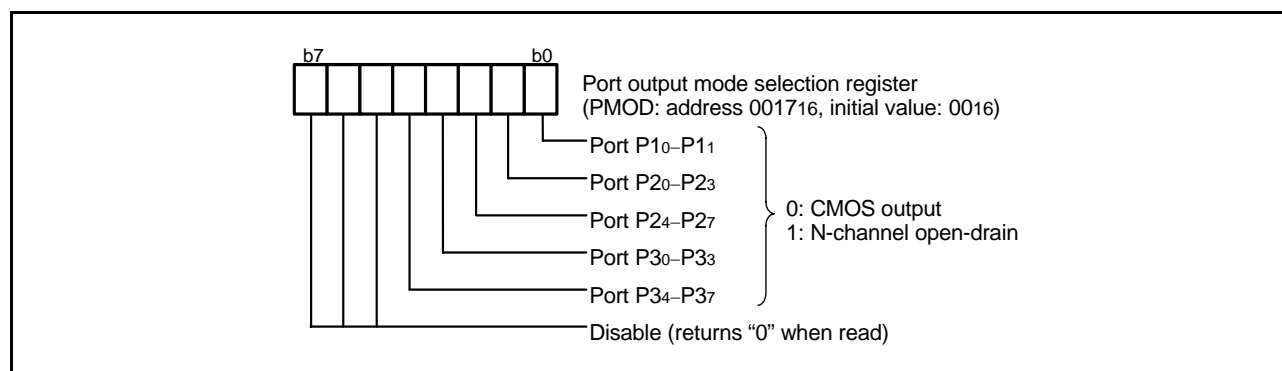 b7 b0
Port output mode selection register
(PMOD: address 001716, initial value: 0016)
Port P10–P11
Port P20–P23
Port P24–P27
Port P30–P33
Port P34–P37
0: CMOS output
1: N-channel open-drain
Disable (returns “0” when read)